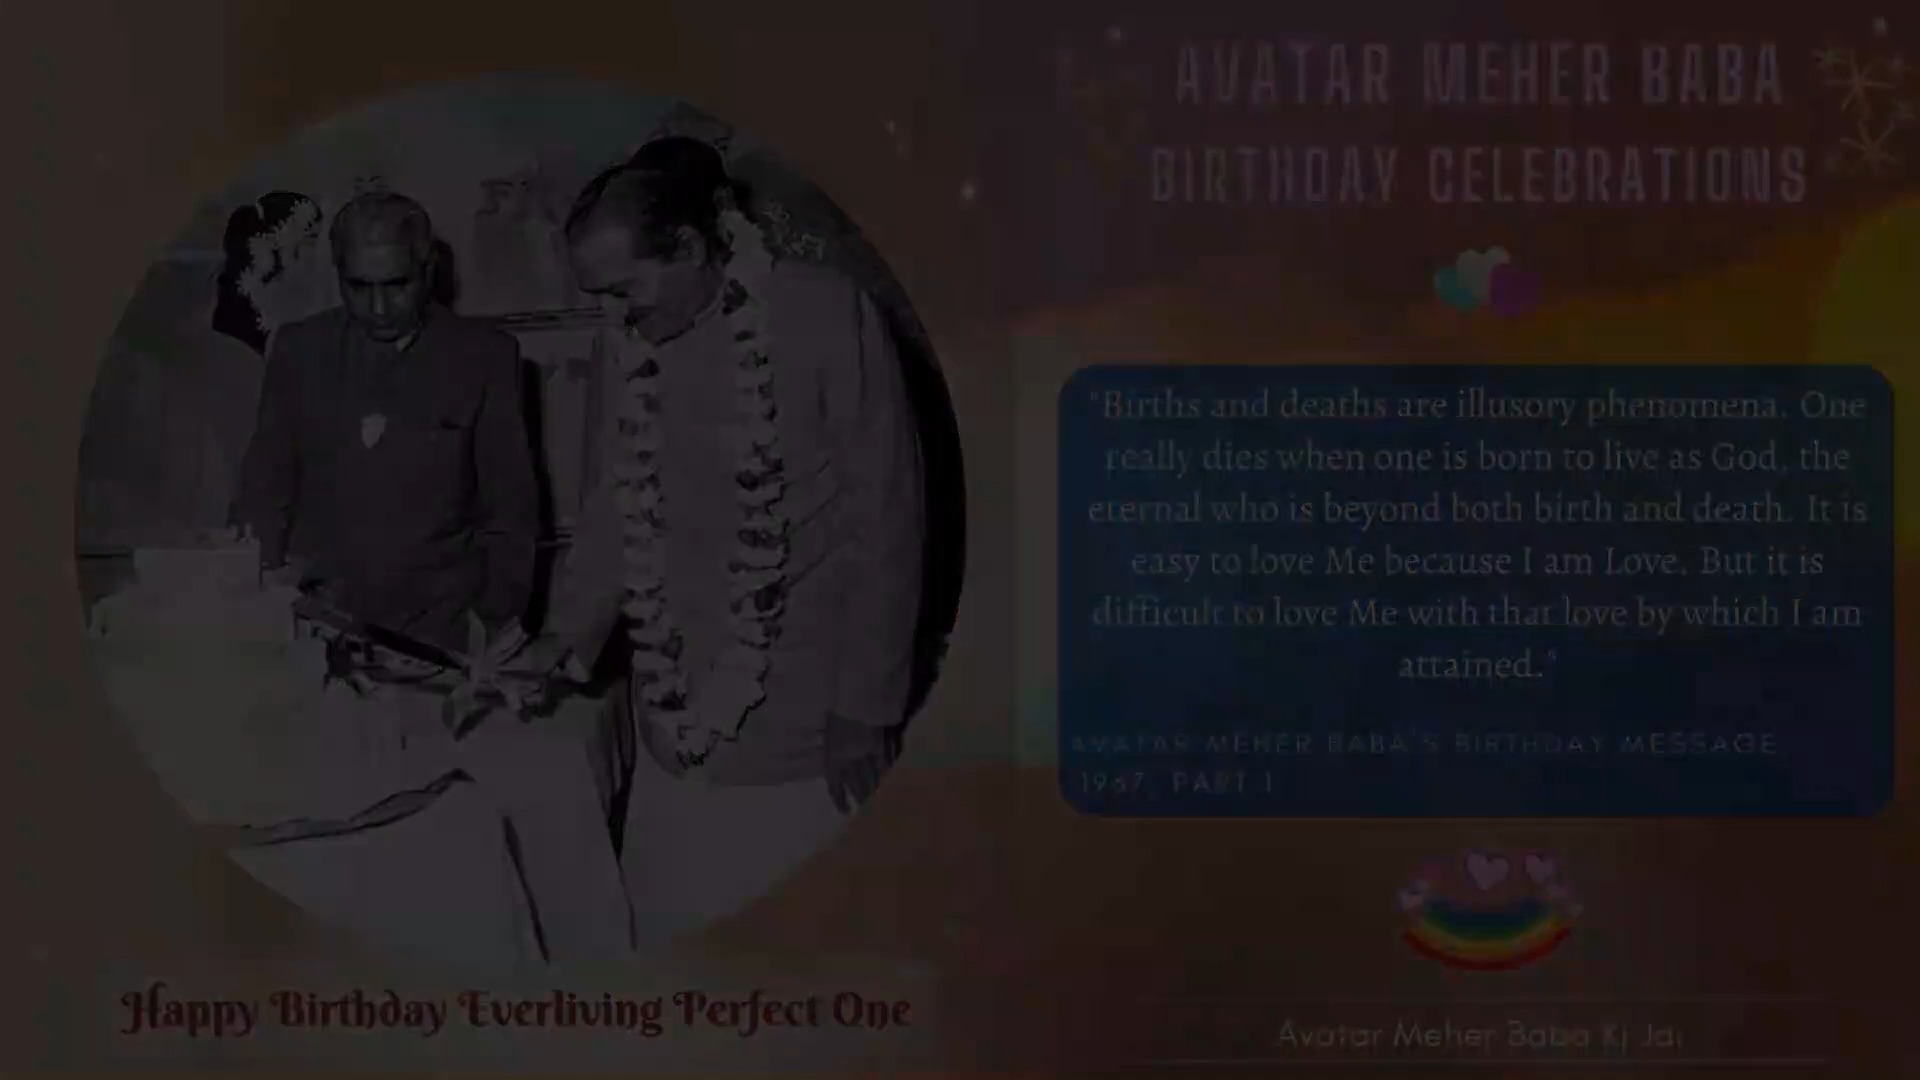 AVATAR MEHER BABA
BIRTHDAY CELEBRATIONS
"Births and deaths are illusory phenomena. One
really dies when one is born to live as God, the
eternal who is beyond both birth and death. It is
easy to love Me because I am Love. But it is
difficult to love Me with that love by which I am
attained."
AVATAR MEHER BABA'S BIRTHDAY MESSAGE
1967, PART 1
Happy Birthday Everliving Perfect One
Avatar Meher Baba Kj Jai